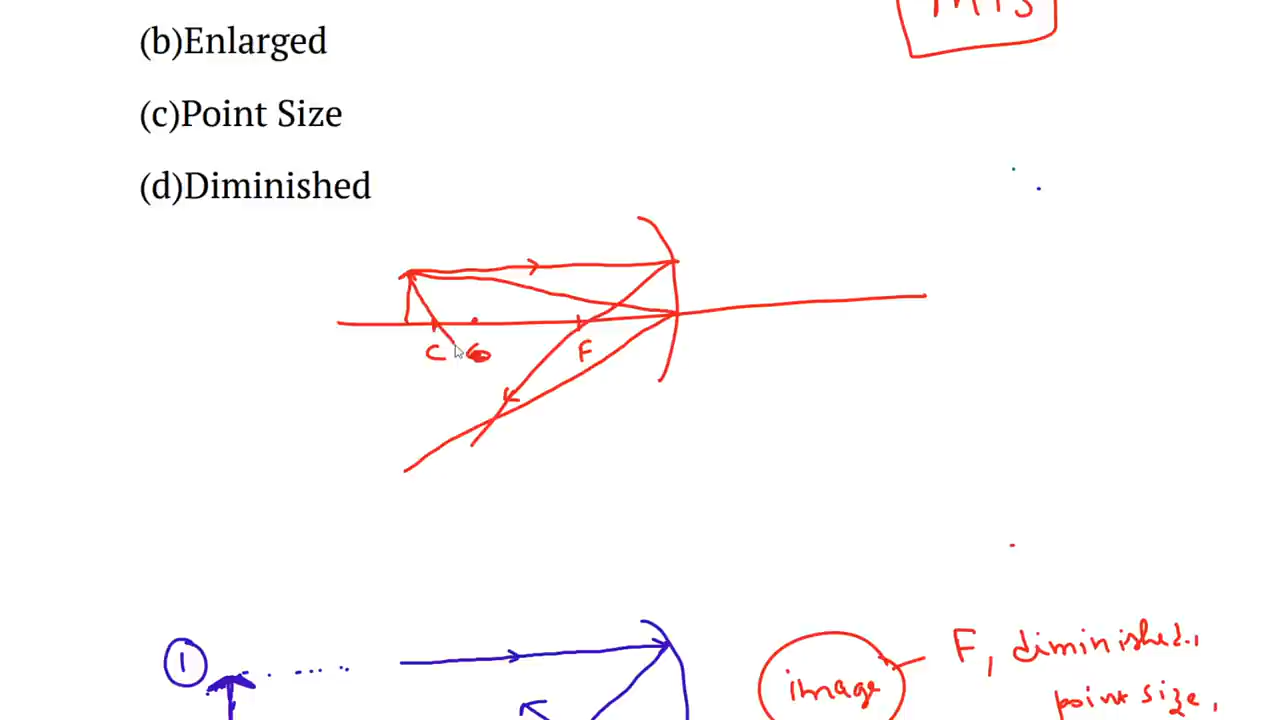 (b)Enlarged
(c)Point Size
(d)Diminished
C F
1
image F, diminished,
point size,